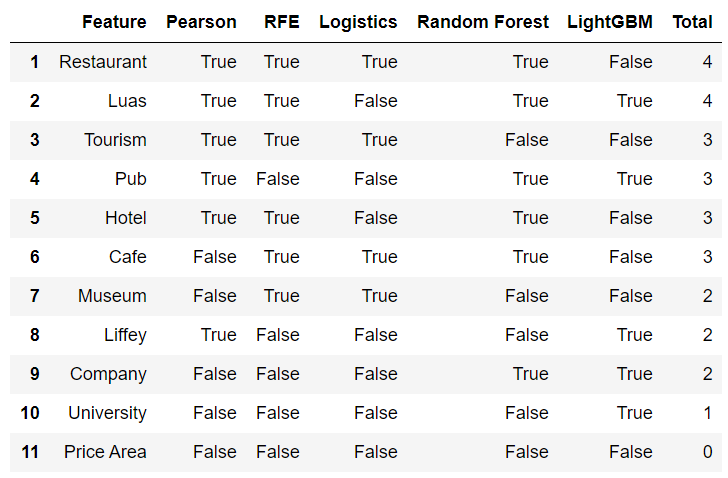 Feature Pearson RFE Logistics Random Forest LightGBM Total
1 Restaurant True True True True False 4
2 Luas True True False True True 4
3 Tourism True True True False False 3
4 Pub True False False True True 3
5 Hotel True True False True False 3
6 Cafe False True True True False 3
7 Museum False True True False False 2
8 Liffey True False False False True 2
9 Company False False False True True 2
10 University False False False False True 1
11 Price Area False False False False False 0